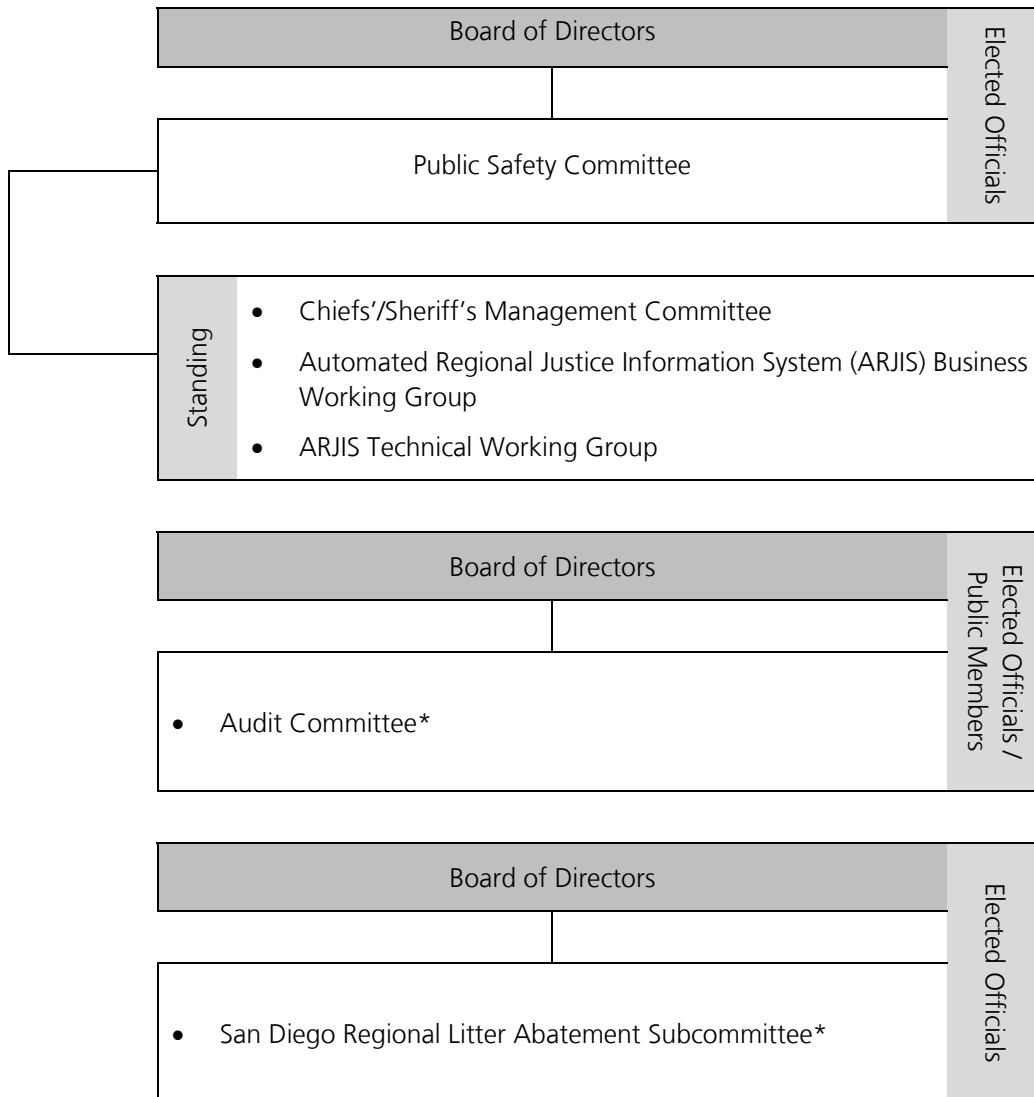 Board of Directors
Elected Officials
Public Safety Committee
Standing
• Chiefs’/Sheriff’s Management Committee
• Automated Regional Justice Information System (ARJIS) Business
Working Group
• ARJIS Technical Working Group
Board of Directors
Elected Officials /
Public Members
• Audit Committee*
Board of Directors
Elected Officials
• San Diego Regional Litter Abatement Subcommittee*